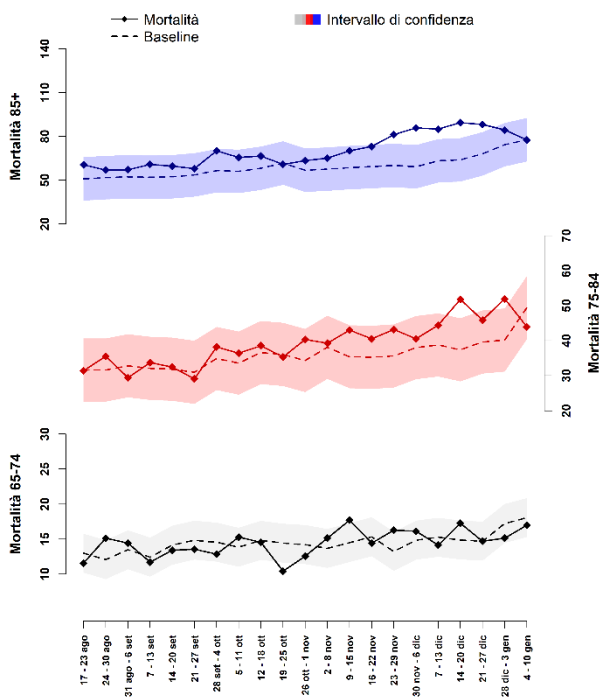 Mortalità
Baseline
Intervallo di confidenza
Mortalità 85+
140
110
80
50
20
Mortalità 75-84
70
60
50
40
30
20
Mortalità 65-74
30
25
20
15
10
17 - 23 ago
24 - 30 ago
31 ago - 6 set
7 - 13 set
14 - 20 set
21 - 27 set
28 set - 4 ott
5 - 11 ott
12 - 18 ott
19 - 25 ott
26 ott - 1 nov
2 - 8 nov
9 - 15 nov
16 - 22 nov
23 - 29 nov
30 nov - 6 dic
7 - 13 dic
14 - 20 dic
21 - 27 dic
28 dic - 3 gen
4 - 10 gen